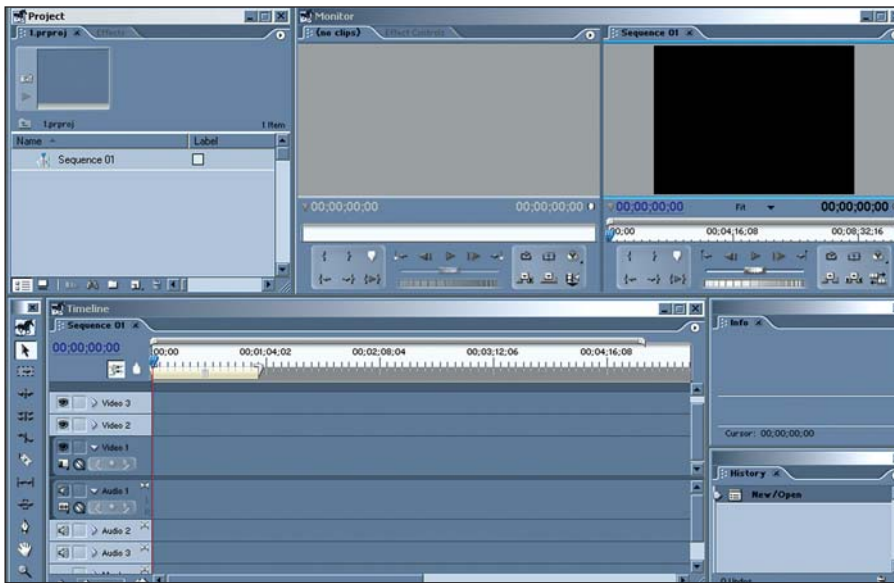 Project
1.prproj × Effects
1.prproj
1 Item
Name Label
Sequence 01
Monitor
(no clips) Effect Controls
Sequence 01 ×
00;00;00;00 00;00;00;00
00;00;00;00 Fit 00;00;00;00
00;00 00;04;16;08 00;08;32;16
Timeline
Sequence 01 ×
00;00;00;00
00;00 00;01;04;02 00;02;08;04 00;03;12;06 00;04;16;08
Video 3
Video 2
Video 1
Audio 1
Audio 2
Audio 3
Info ×
Cursor: 00;00;00;00
History ×
New/Open